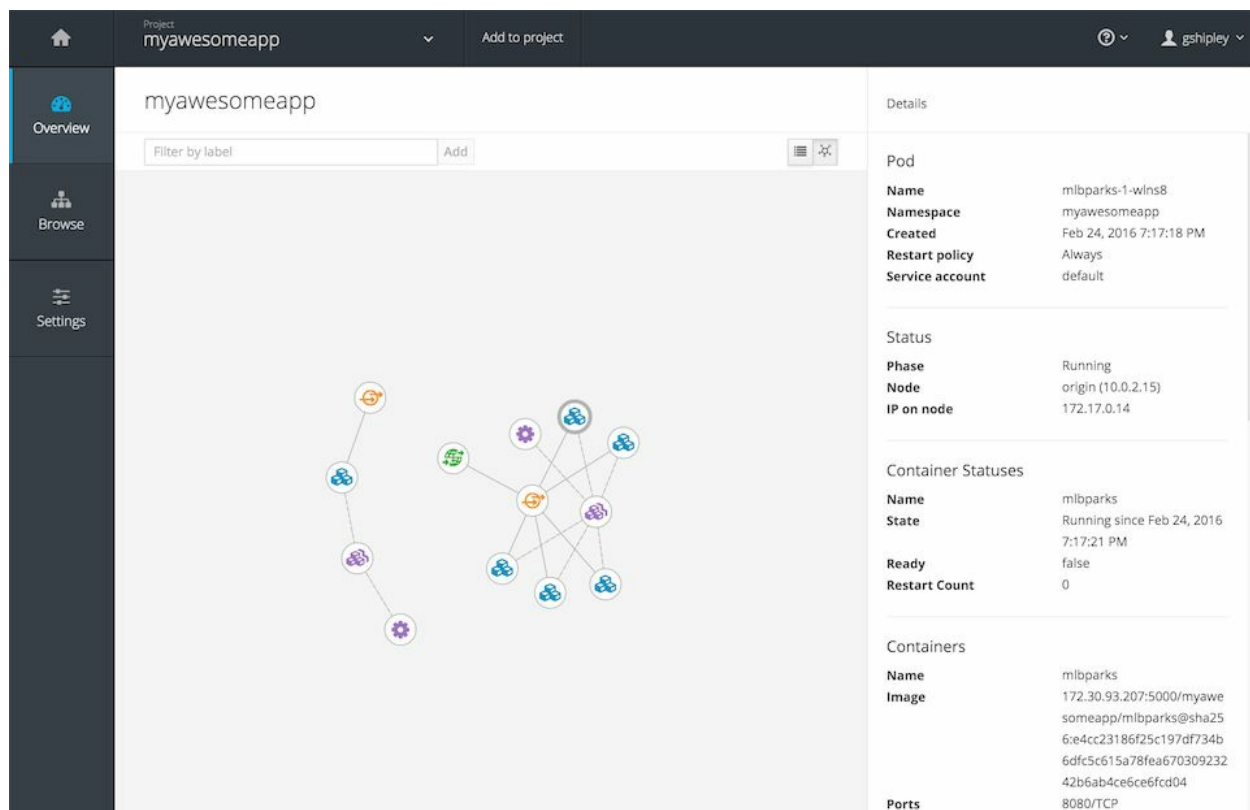 Project
myawesomeapp
Add to project
gshipley
Overview
Browse
Settings
myawesomeapp
Filter by label
Add
Details
Pod
Name mlbparks-1-wlns8
Namespace myawesomeapp
Created Feb 24, 2016 7:17:18 PM
Restart policy Always
Service account default
Status
Phase Running
Node origin (10.0.2.15)
IP on node 172.17.0.14
Container Statuses
Name mlbparks
State Running since Feb 24, 2016
7:17:21 PM
Ready false
Restart Count 0
Containers
Name mlbparks
Image 172.30.93.207:5000/myawe
someapp/mlbparks@sha25
6:e4cc23186f25c197df734b
6dfc5c615a78fea670309232
42b6ab4ce6ce6fcd04
Ports 8080/TCP